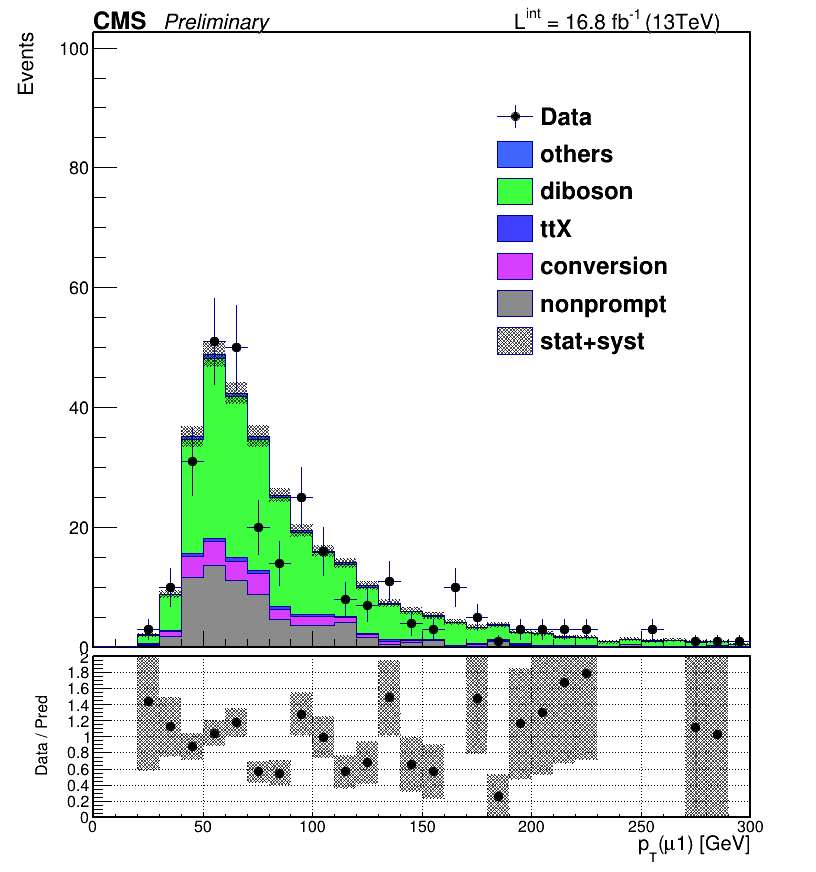 CMS Preliminary L^int = 16.8 fb^-1 (13TeV)
Events
100
80
60
40
20
0
Data
others
diboson
ttX
conversion
nonprompt
stat+syst
Data / Pred
2
1.8
1.6
1.4
1.2
1
0.8
0.6
0.4
0.2
0
0 50 100 150 200 250 300
p_T(μ1) [GeV]